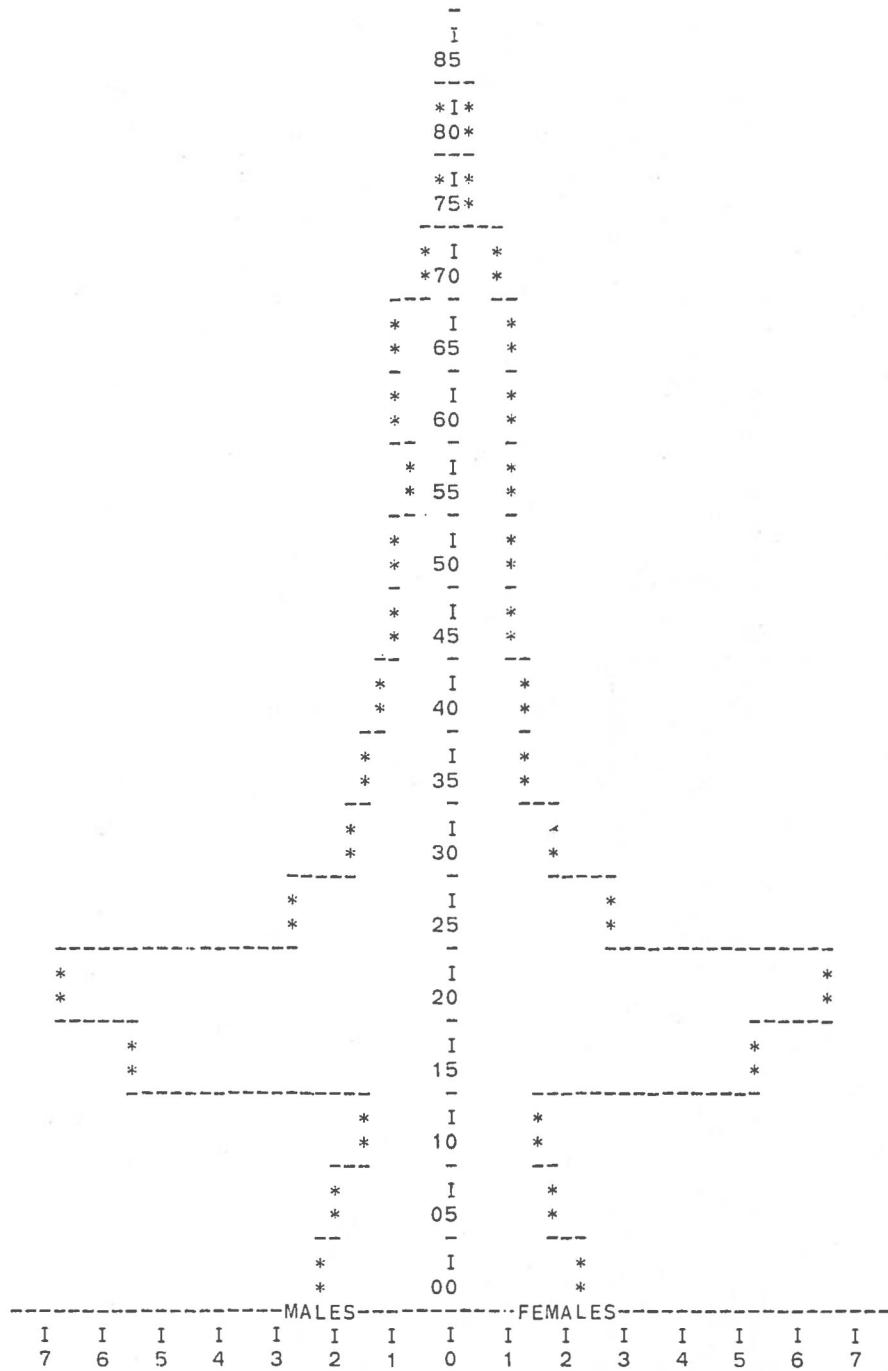 -
I
85
---
*I*
80*
---
*I*
75*
------
* I *
*70 *
--- - --
* I *
* 65 *
- - -
* I *
* 60 *
-- - -
* I *
* 55 *
-- - -
* I *
* 50 *
- - -
* I *
* 45 *
-- - --
* I *
* 40 *
-- - -
* I *
* 35 *
-- - ---
* I *
* 30 *
----- - -----
* I *
* 25 *
----------------- - ----------------
* I *
* 20 *
------ - ------
* I *
* 15 *
----------------- - ----------------
* I *
* 10 *
--- - --
* I *
* 05 *
-- - ---
* I *
* 00 *
-------------------MALES-----------FEMALES-------------------
I I I I I I I I I I I I I I I
7 6 5 4 3 2 1 0 1 2 3 4 5 6 7